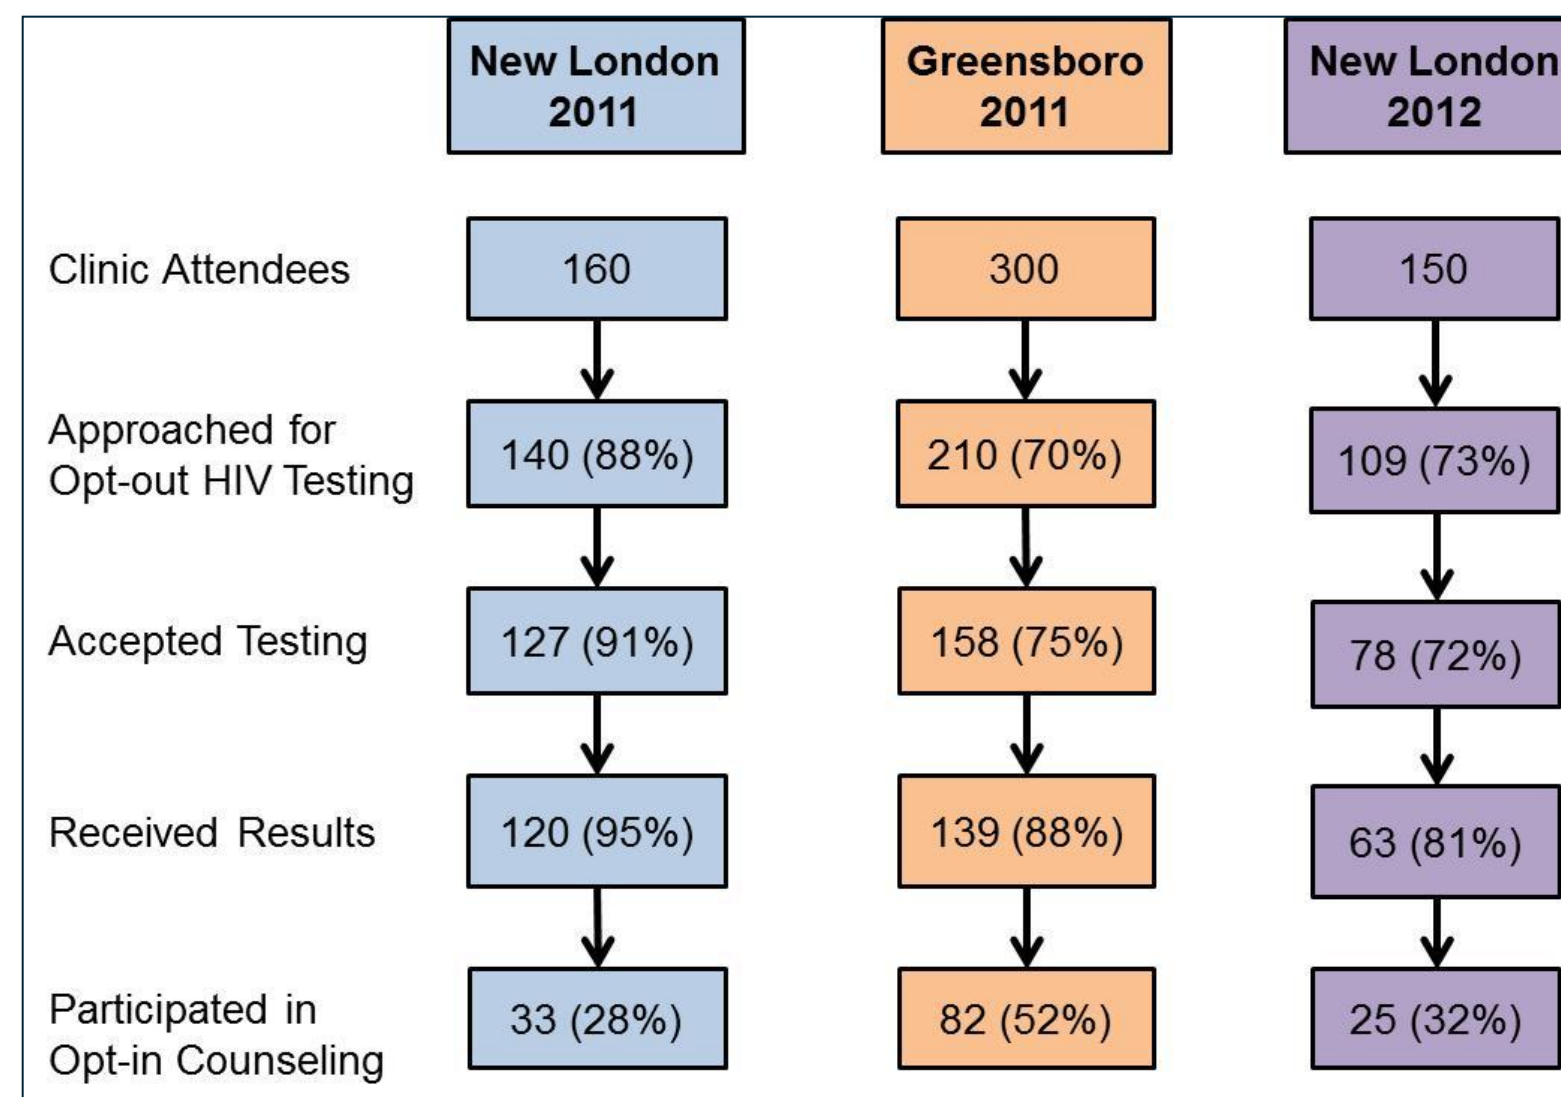 New London
2011
Greensboro
2011
New London
2012
Clinic Attendees
160
300
150
Approached for
Opt-out HIV Testing
140 (88%)
210 (70%)
109 (73%)
Accepted Testing
127 (91%)
158 (75%)
78 (72%)
Received Results
120 (95%)
139 (88%)
63 (81%)
Participated in
Opt-in Counseling
33 (28%)
82 (52%)
25 (32%)